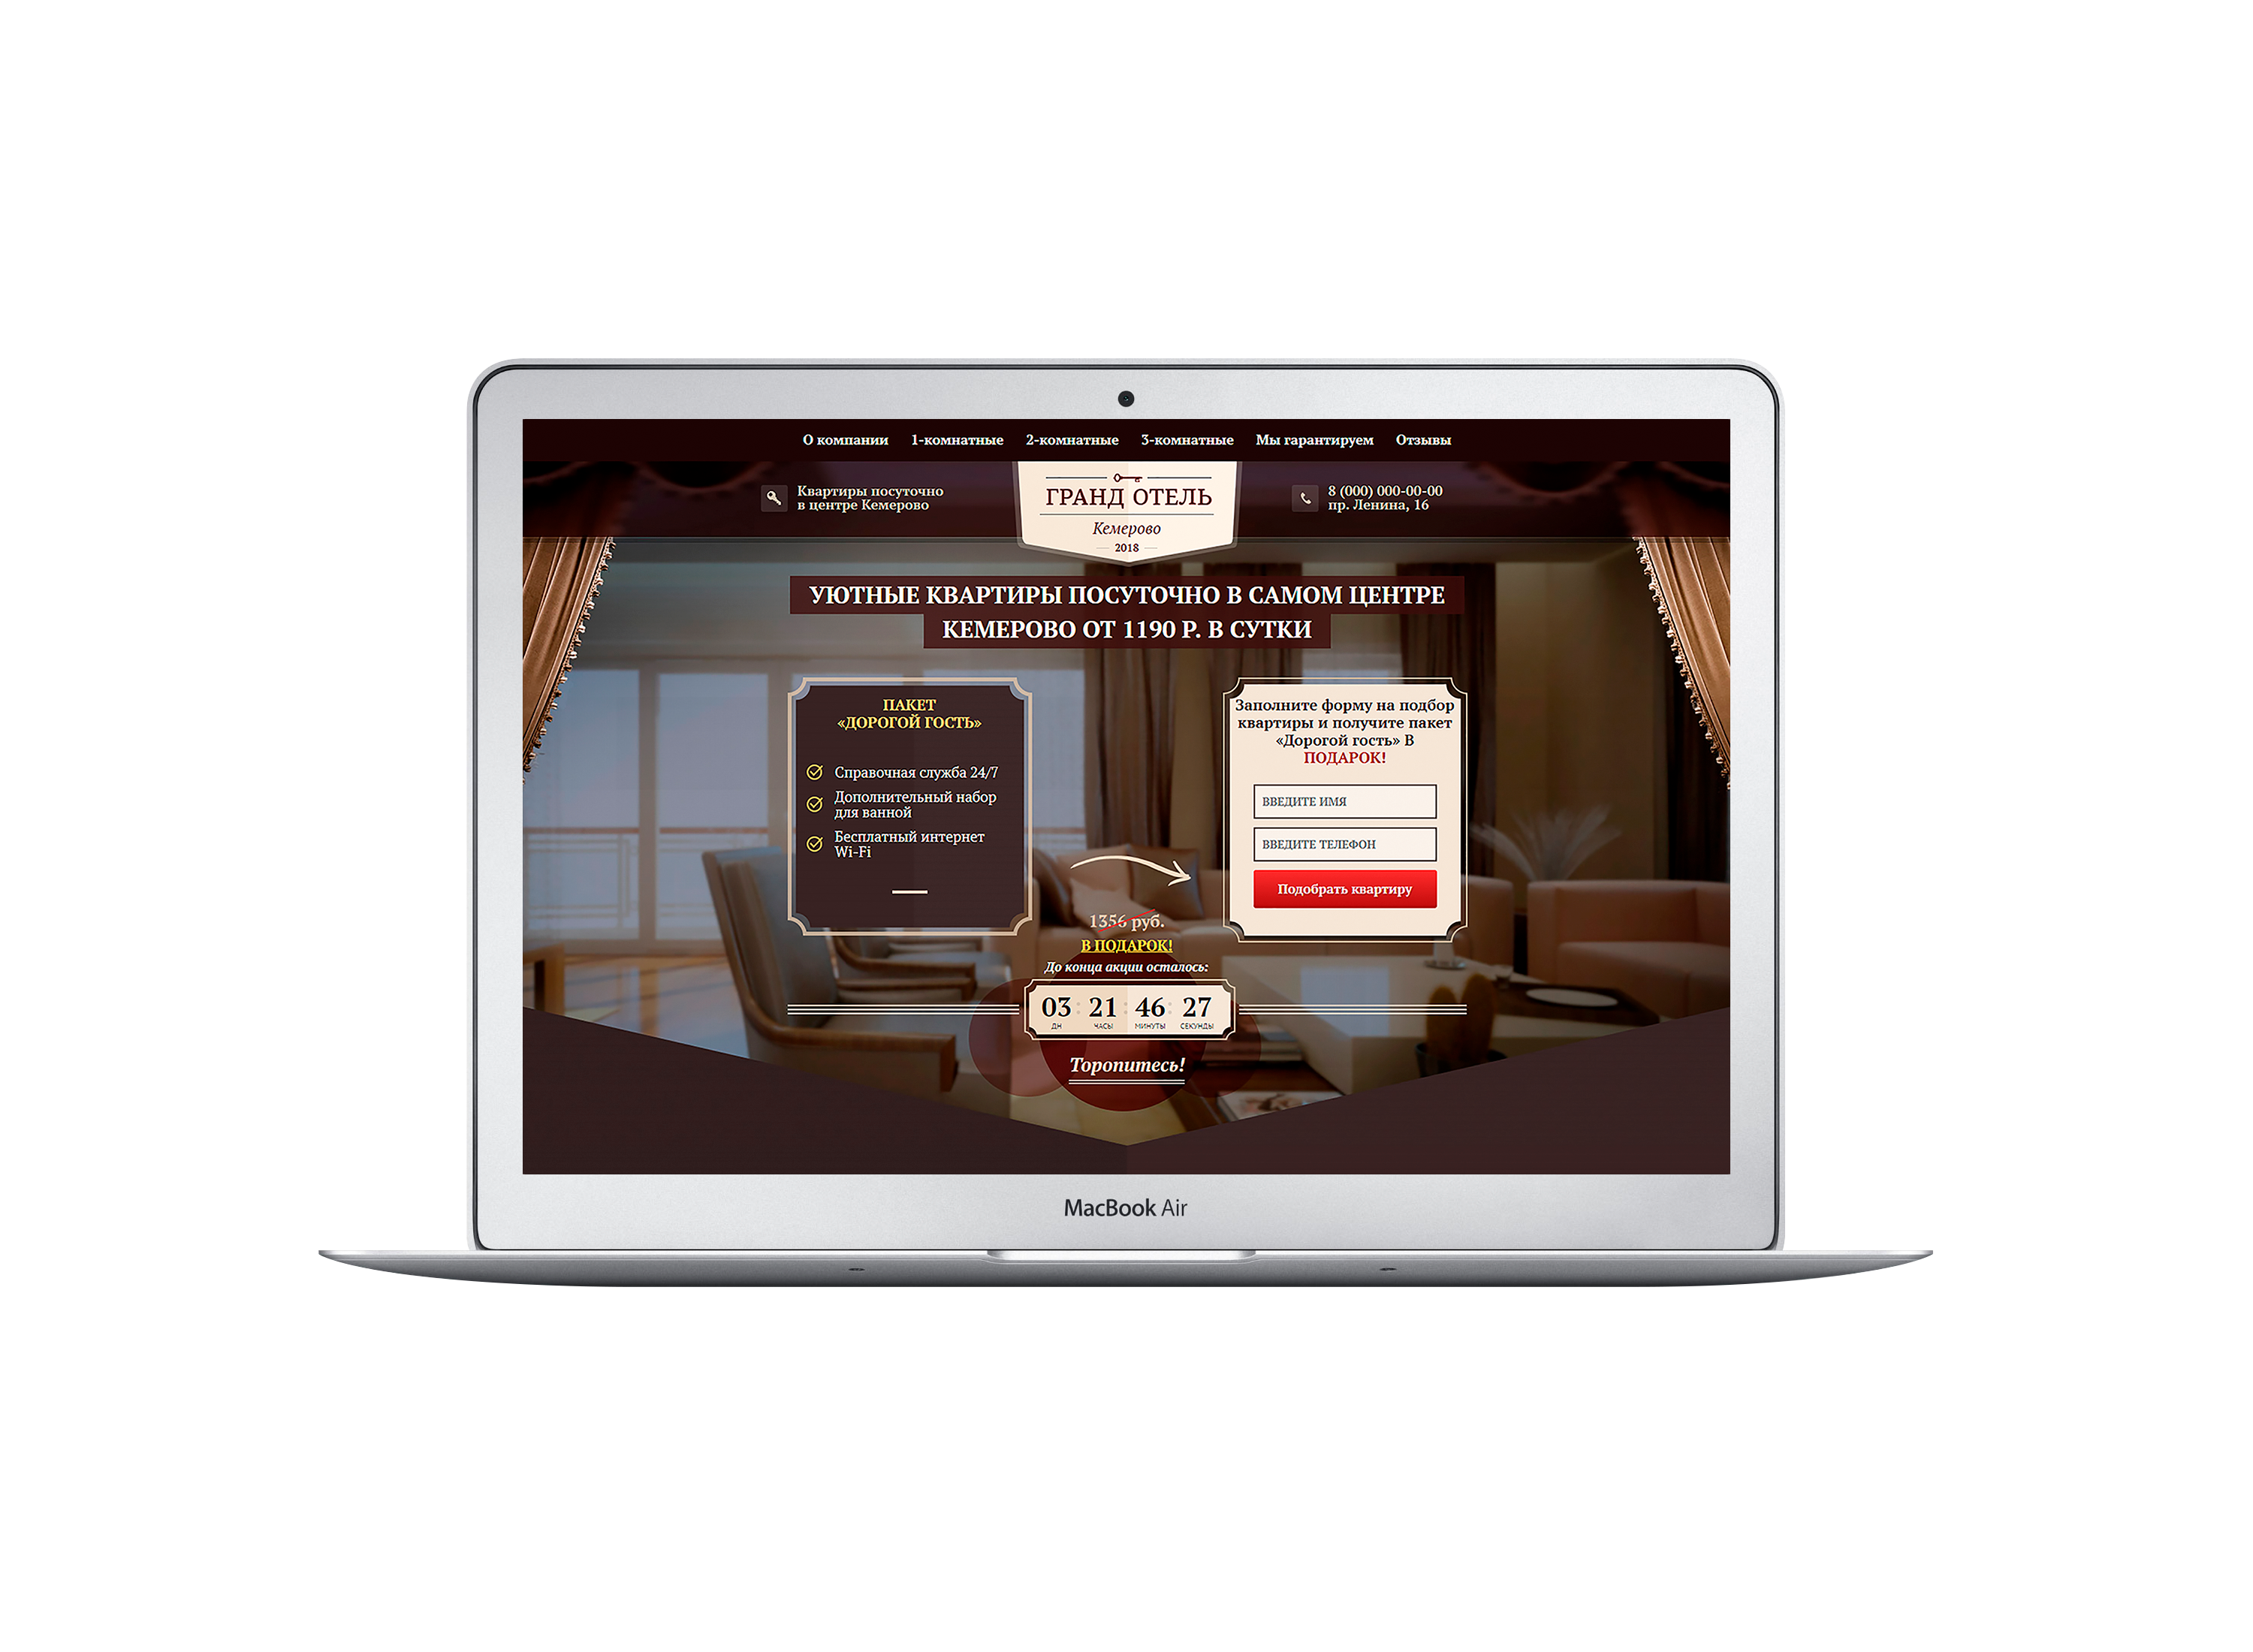 О компании 1-комнатные 2-комнатные 3-комнатные Мы гарантируем Отзывы
Квартиры посуточно
в центре Кемерово
ГРАНД ОТЕЛЬ
Кемерово
2018
8 (000) 000-00-00
пр. Ленина, 16
УЮТНЫЕ КВАРТИРЫ ПОСУТОЧНО В САМОМ ЦЕНТРЕ
КЕМЕРОВО ОТ 1190 Р. В СУТКИ
ПАКЕТ
«ДОРОГОЙ ГОСТЬ»
Справочная служба 24/7
Дополнительный набор
для ванной
Бесплатный интернет
Wi-Fi
Заполните форму на подбор
квартиры и получите пакет
«Дорогой гость» В
ПОДАРОК!
ВВЕДИТЕ ИМЯ
ВВЕДИТЕ ТЕЛЕФОН
Подобрать квартиру
1356 руб.
В ПОДАРОК!
До конца акции осталось:
03 : 21 : 46 : 27
ДН ЧАСЫ МИНУТЫ СЕКУНДЫ
Торопитесь!
MacBook Air